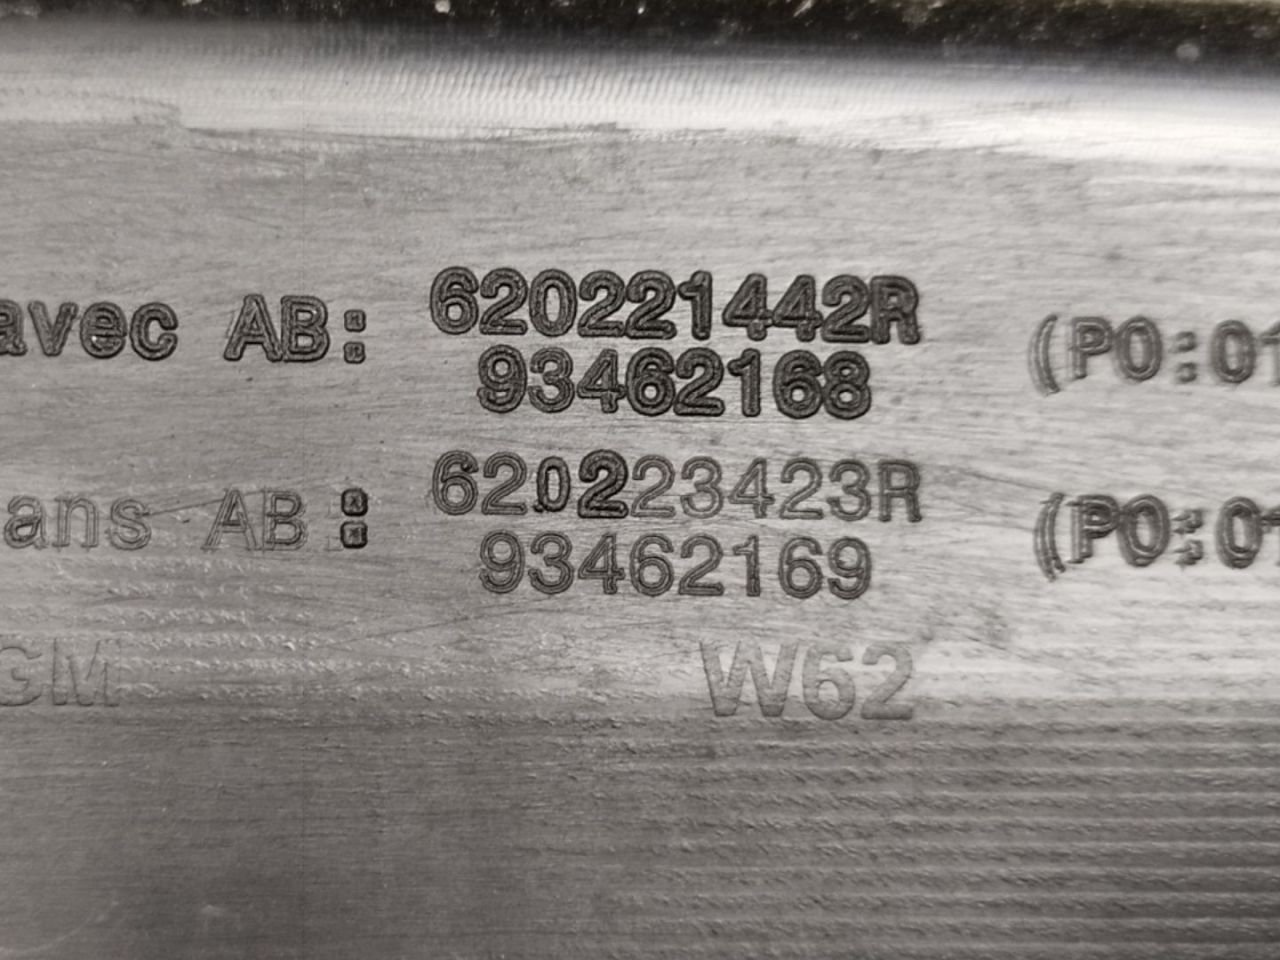 avec AB: 620221442R (P0:01
93462168
ans AB: 620223423R (P0:01
93462169
GM W62